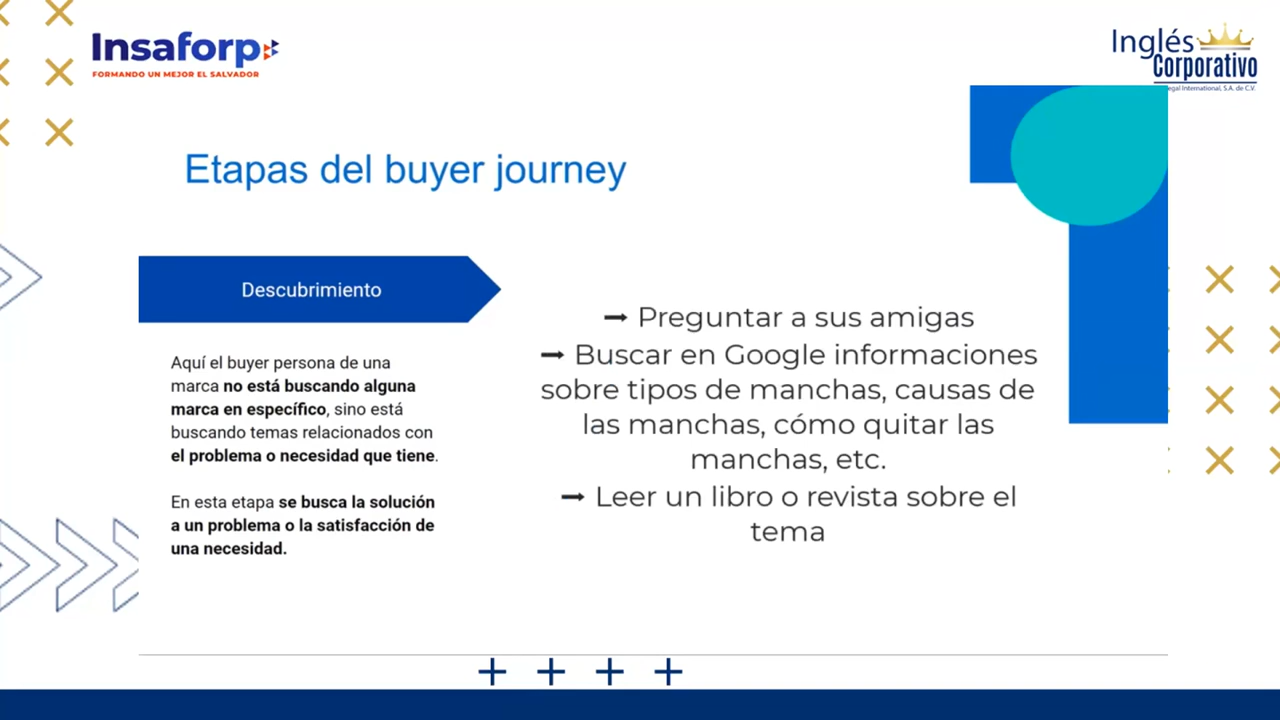 Insaforp
FORMANDO UN MEJOR EL SALVADOR
Inglés
Corporativo
egal International, S.A. de C.V.
Etapas del buyer journey
Descubrimiento
Aquí el buyer persona de una
marca no está buscando alguna
marca en específico, sino está
buscando temas relacionados con
el problema o necesidad que tiene.
En esta etapa se busca la solución
a un problema o la satisfacción de
una necesidad.
➞ Preguntar a sus amigas
➞ Buscar en Google informaciones
sobre tipos de manchas, causas de
las manchas, cómo quitar las
manchas, etc.
➞ Leer un libro o revista sobre el
tema